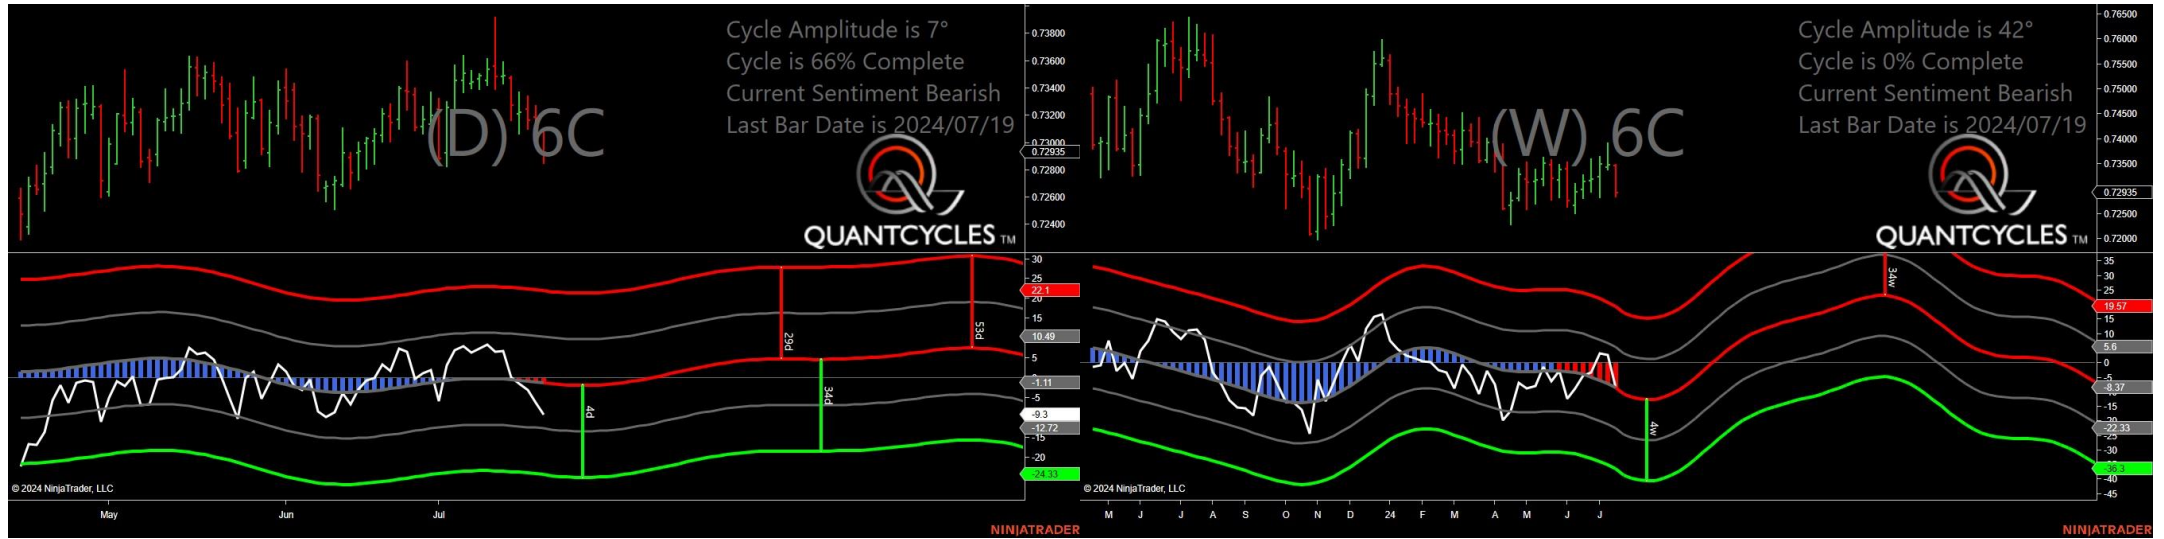 Cycle Amplitude is 7°
Cycle is 66% Complete
Current Sentiment Bearish
Last Bar Date is 2024/07/19
(D) 6C
QUANTCYCLES TM
0.73800
0.73600
0.73400
0.73200
0.73000
0.72935
0.72800
0.72600
0.72400
30
25
22.1
20
15
10.49
5
-1.11
-5
-9.3
-12.72
-15
-20
-24.33
29d
53d
4d
34d
© 2024 NinjaTrader, LLC
May Jun Jul
NINJATRADER
Cycle Amplitude is 42°
Cycle is 0% Complete
Current Sentiment Bearish
Last Bar Date is 2024/07/19
(W) 6C
QUANTCYCLES TM
0.76500
0.76000
0.75500
0.75000
0.74500
0.74000
0.73500
0.72935
0.72500
0.72000
35
30
25
19.57
15
10
5.6
0
-5
-8.37
-15
-22.33
-25
-30
-36.3
-40
-45
34w
4w
© 2024 NinjaTrader, LLC
M J J A S O N D 24 F M A M J J
NINJATRADER